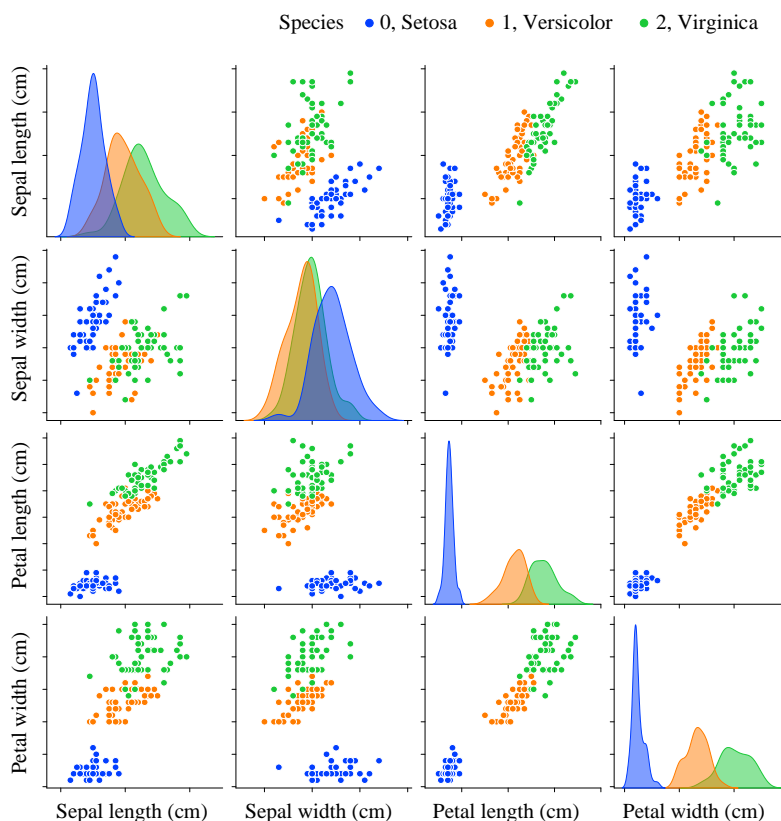 Species 0, Setosa 1, Versicolor 2, Virginica
Sepal length (cm)
Sepal width (cm)
Petal length (cm)
Petal width (cm)
Sepal length (cm) Sepal width (cm) Petal length (cm) Petal width (cm)